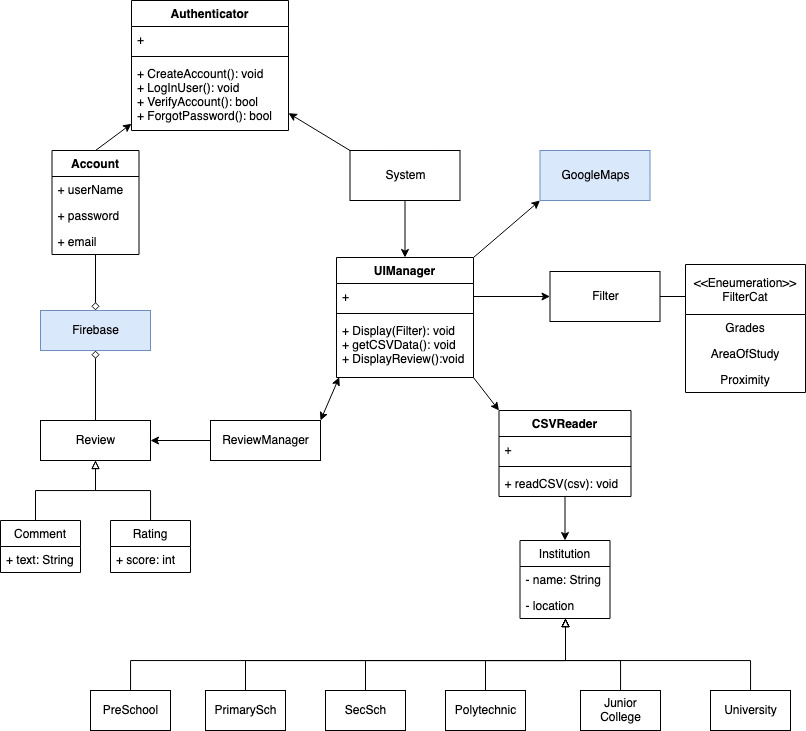 Authenticator
+
+ CreateAccount(): void
+ LogInUser(): void
+ VerifyAccount(): bool
+ ForgotPassword(): bool
Account
+ userName
+ password
+ email
System
GoogleMaps
Firebase
UIManager
+
+ Display(Filter): void
+ getCSVData(): void
+ DisplayReview():void
Filter
<<Eneumeration>>
FilterCat
Grades
AreaOfStudy
Proximity
Review
ReviewManager
CSVReader
+
+ readCSV(csv): void
Comment
+ text: String
Rating
+ score: int
Institution
- name: String
- location
PreSchool
PrimarySch
SecSch
Polytechnic
Junior
College
University